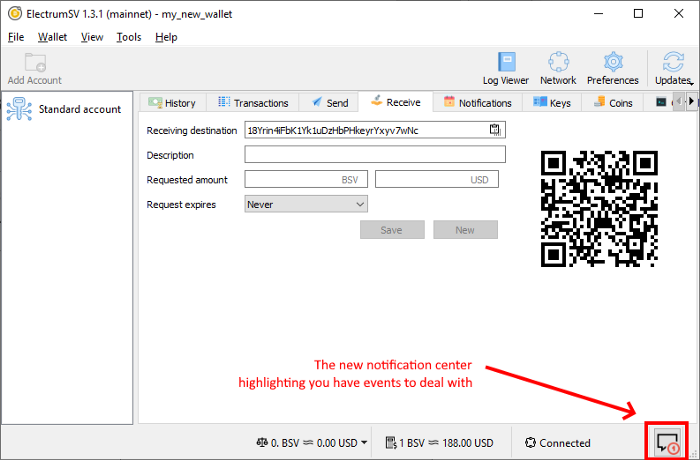 ElectrumSV 1.3.1 (mainnet) - my_new_wallet
File Wallet View Tools Help
Add Account Log Viewer Network Preferences Updates
Standard account
History Transactions Send Receive Notifications Keys Coins
Receiving destination 18Yrin4iFbK1Yk1uDzHbPHkeyrYxyv7wNc
Description
Requested amount BSV USD
Request expires Never
Save New
The new notification center
highlighting you have events to deal with
0. BSV ≈ 0.00 USD 1 BSV ≈ 188.00 USD Connected 1